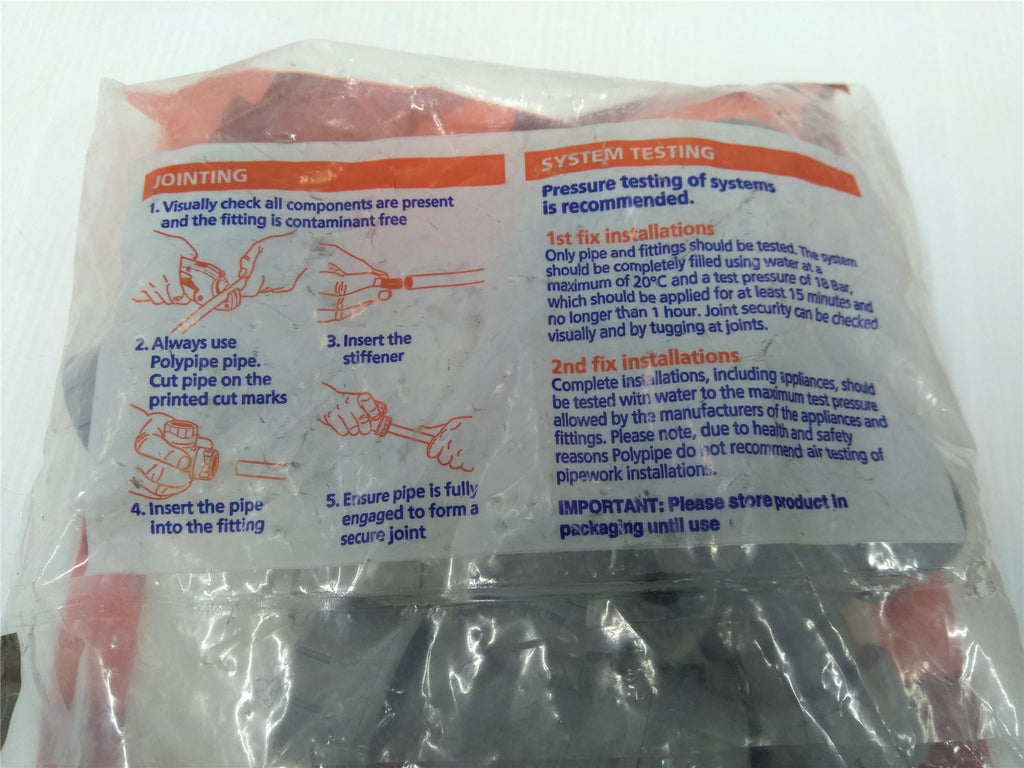 JOINTING
1. Visually check all components are present
and the fitting is contaminant free
2. Always use
Polypipe pipe.
Cut pipe on the
printed cut marks
3. Insert the
stiffener
4. Insert the pipe
into the fitting
5. Ensure pipe is fully
engaged to form a
secure joint
SYSTEM TESTING
Pressure testing of systems
is recommended.
1st fix installations
Only pipe and fittings should be tested. The system
should be completely filled using water at a
maximum of 20°C and a test pressure of 18 Bar,
which should be applied for at least 15 minutes and
no longer than 1 hour. Joint security can be checked
visually and by tugging at joints.
2nd fix installations
Complete installations, including appliances, should
be tested with water to the maximum test pressure
allowed by the manufacturers of the appliances and
fittings. Please note, due to health and safety
reasons Polypipe do not recommend air testing of
pipework installations.
IMPORTANT: Please store product in
packaging until use